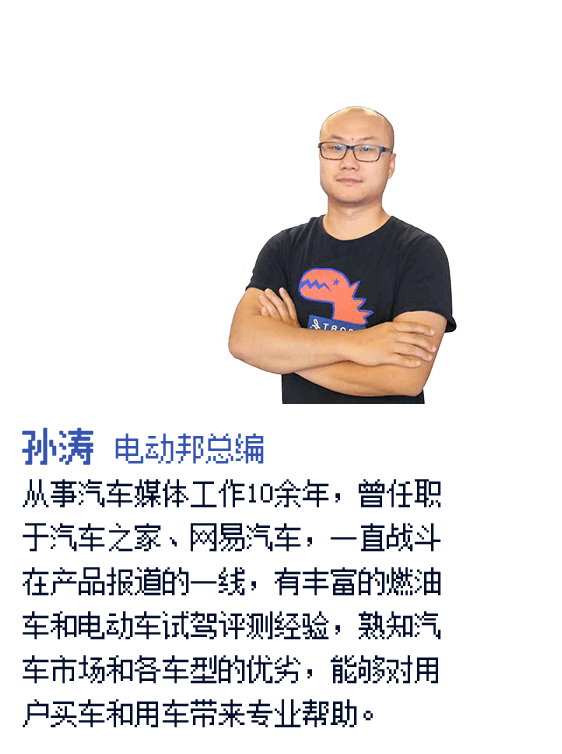 孙涛 电动邦总编
从事汽车媒体工作10余年，曾任职
于汽车之家、网易汽车，一直战斗
在产品报道的一线，有丰富的燃油
车和电动车试驾评测经验，熟知汽
车市场和各车型的优劣，能够对用
户买车和用车带来专业帮助。